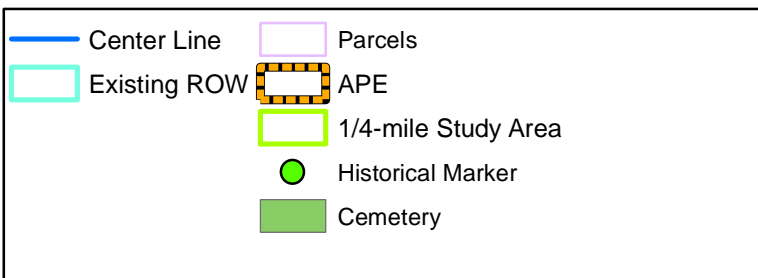 Center Line
Existing ROW
Parcels
APE
1/4-mile Study Area
Historical Marker
Cemetery